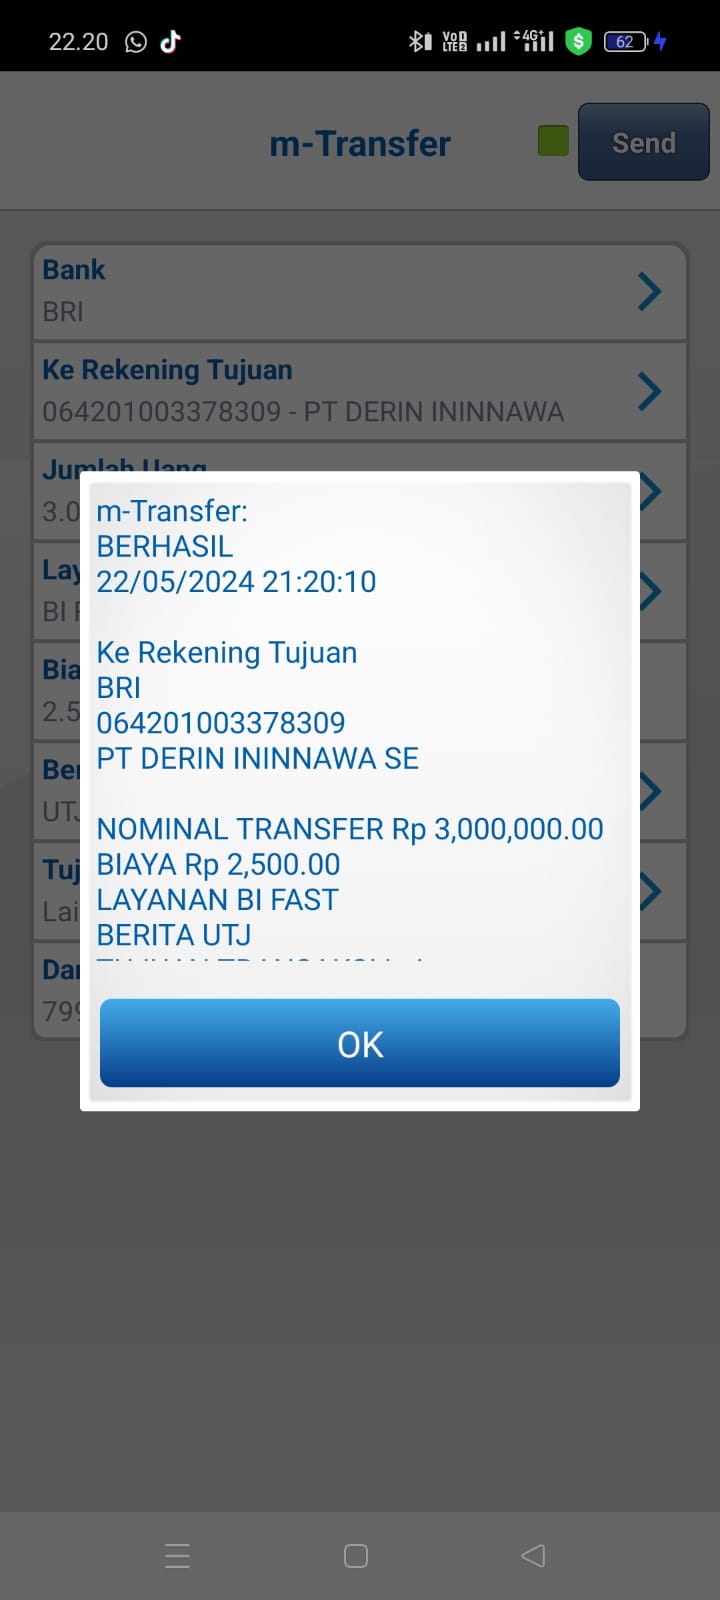 22.20
VoD LTE2 4G+ $ 62
m-Transfer
Send
Bank
BRI
Ke Rekening Tujuan
064201003378309 - PT DERIN ININNAWA
Jumlah Uang
3.0
Lay
BI F
Bia
2.5
Ber
UTJ
Tuj
Lai
Dar
799
m-Transfer:
BERHASIL
22/05/2024 21:20:10
Ke Rekening Tujuan
BRI
064201003378309
PT DERIN ININNAWA SE
NOMINAL TRANSFER Rp 3,000,000.00
BIAYA Rp 2,500.00
LAYANAN BI FAST
BERITA UTJ
OK